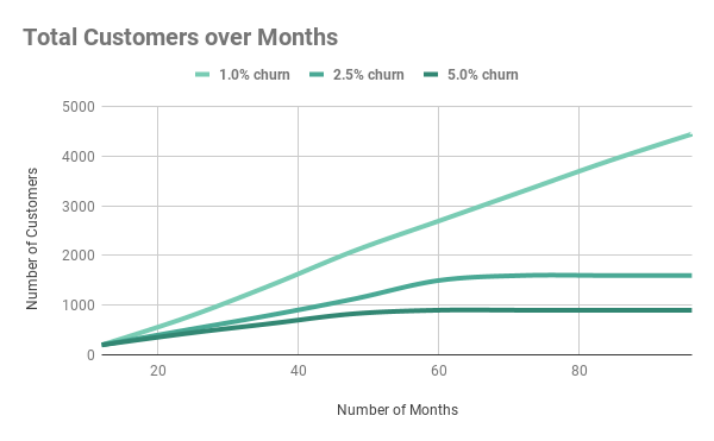 Total Customers over Months
1.0% churn 2.5% churn 5.0% churn
Number of Customers
5000
4000
3000
2000
1000
0
20 40 60 80
Number of Months